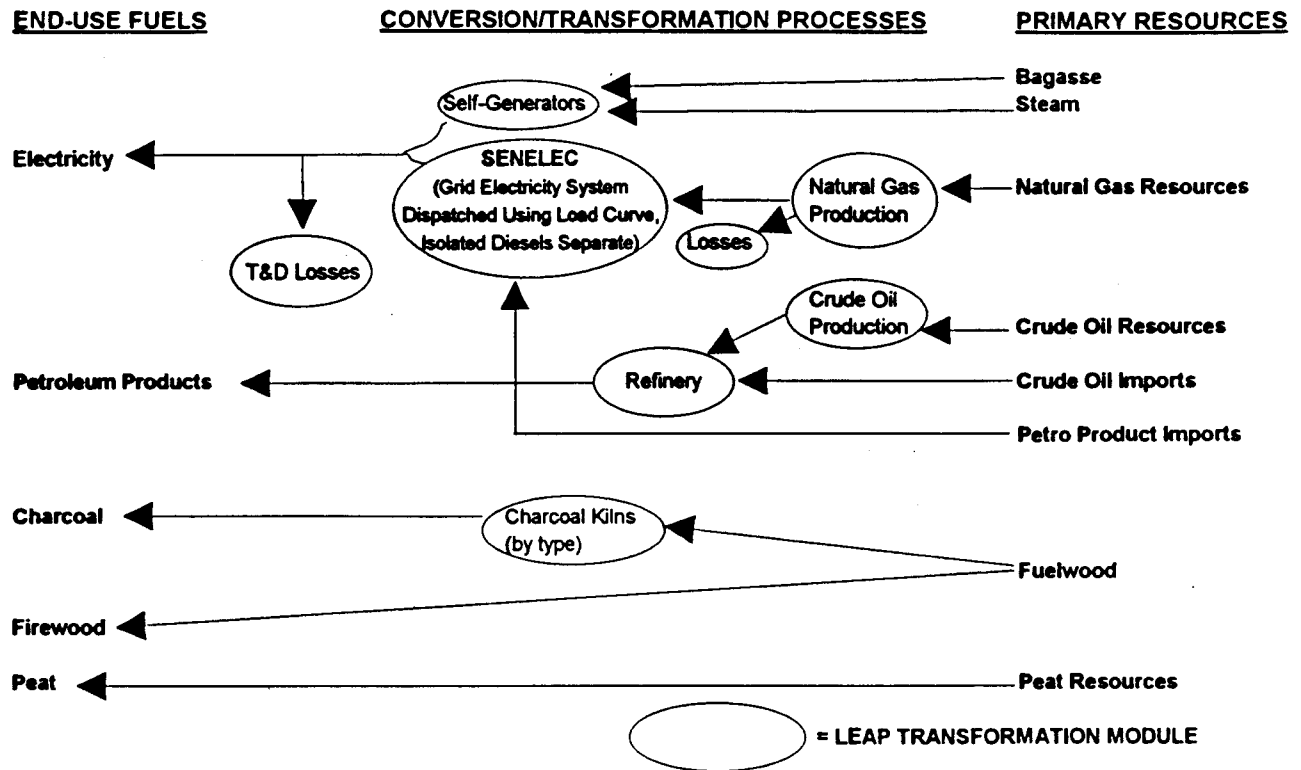 END-USE FUELS
CONVERSION/TRANSFORMATION PROCESSES
PRIMARY RESOURCES
Bagasse
Self-Generators
Steam
Electricity
SENELEC
(Grid Electricity System
Dispatched Using Load Curve,
Isolated Diesels Separate)
Natural Gas
Production
Natural Gas Resources
Losses
T&D Losses
Crude Oil
Production
Crude Oil Resources
Petroleum Products
Refinery
Crude Oil Imports
Petro Product Imports
Charcoal
Charcoal Kilns
(by type)
Fuelwood
Firewood
Peat
Peat Resources
= LEAP TRANSFORMATION MODULE